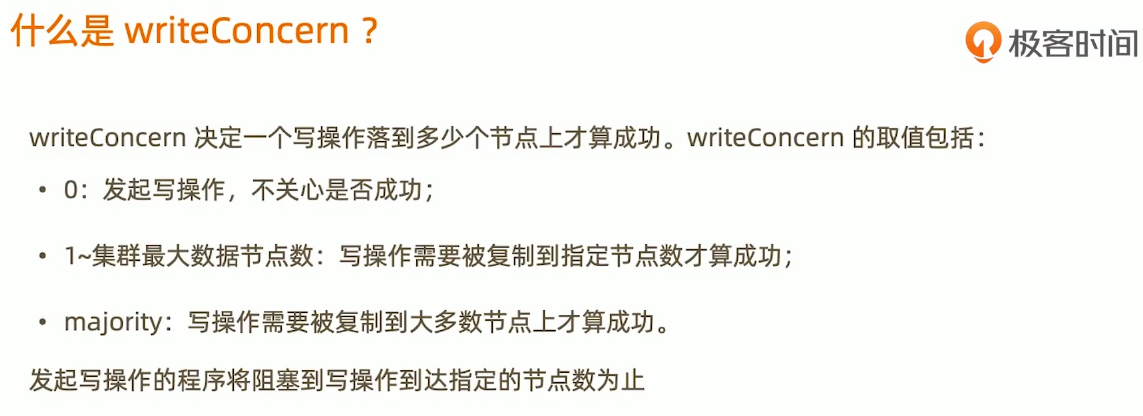 什么是 writeConcern ？
极客时间
writeConcern 决定一个写操作落到多少个节点上才算成功。writeConcern 的取值包括：
• 0：发起写操作，不关心是否成功；
• 1~集群最大数据节点数：写操作需要被复制到指定节点数才算成功；
• majority：写操作需要被复制到大多数节点上才算成功。
发起写操作的程序将阻塞到写操作到达指定的节点数为止